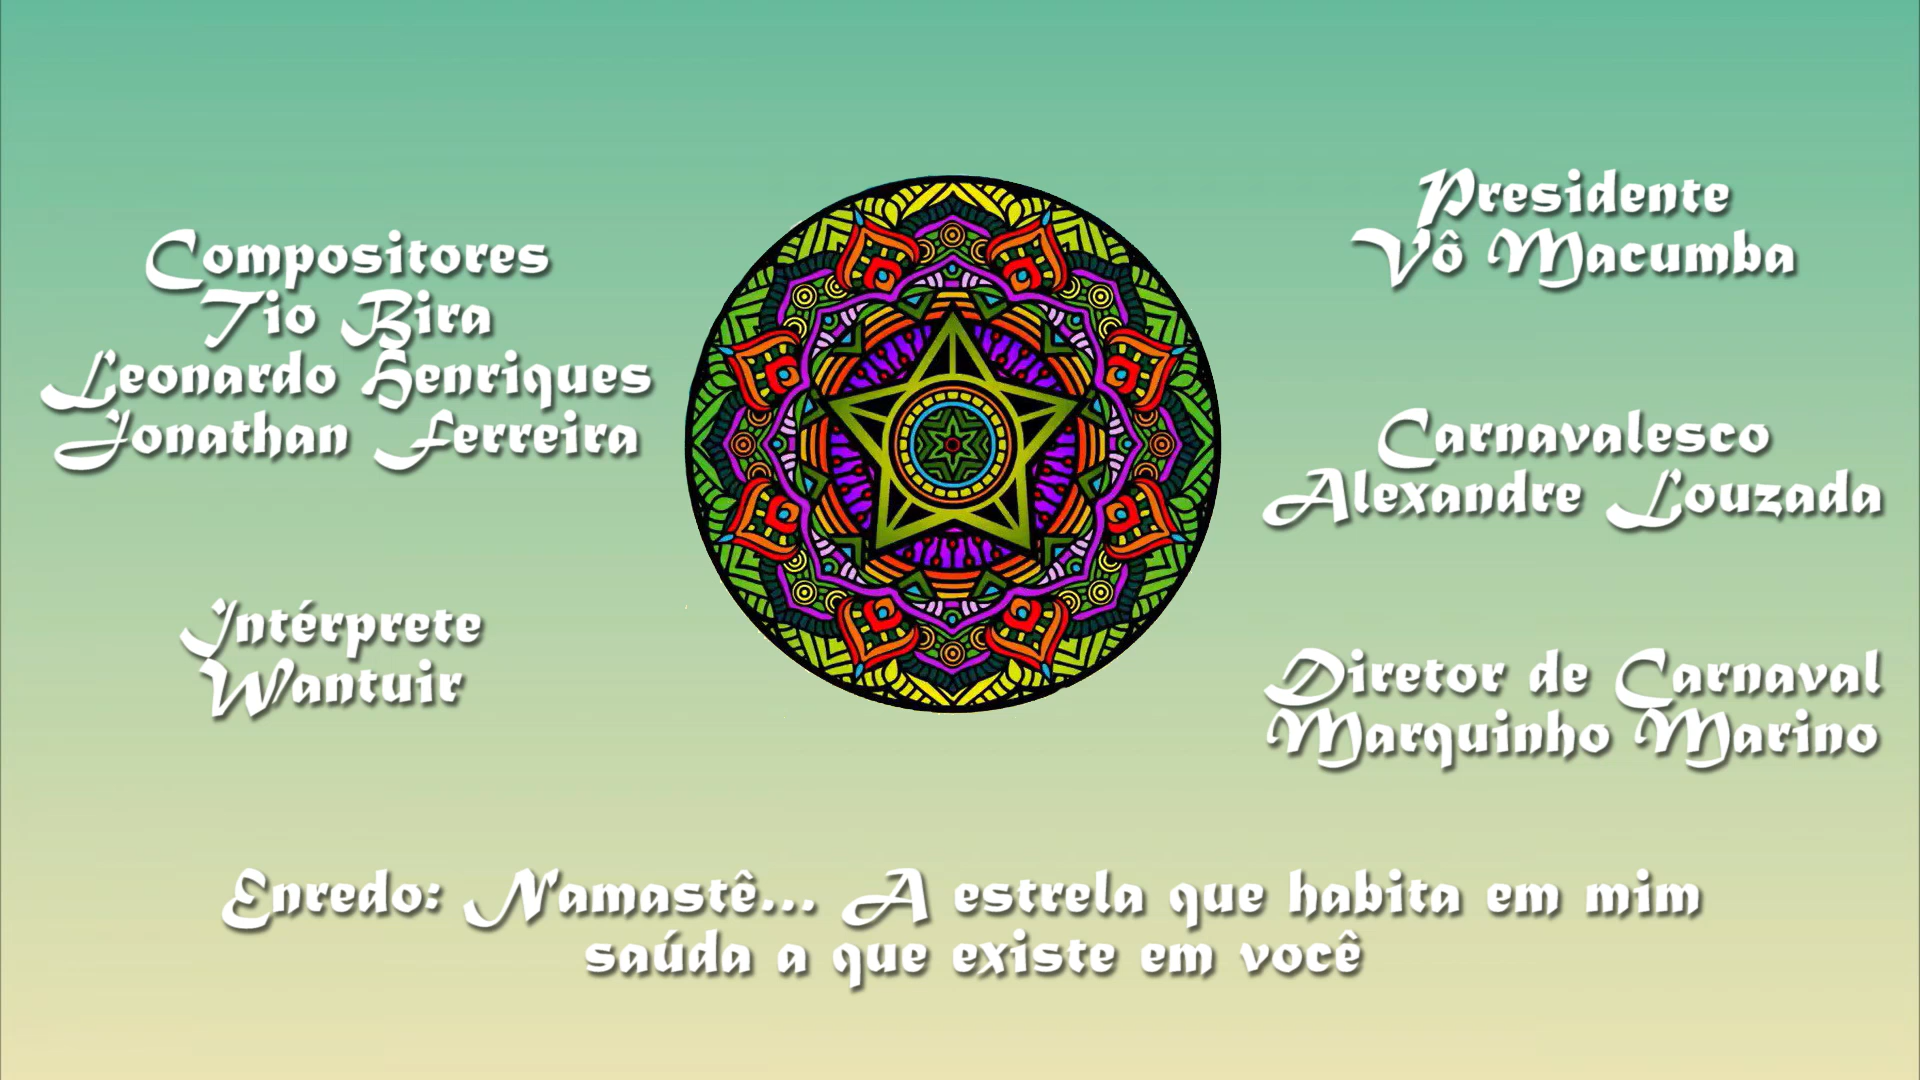 Compositores
Tio Bira
Leonardo Henriques
Jonathan Ferreira
Intérprete
Wantuir
Presidente
Vô Macumba
Carnavalesco
Alexandre Louzada
Diretor de Carnaval
Marquinho Marino
Enredo: Namastê... A estrela que habita em mim
saúda a que existe em você